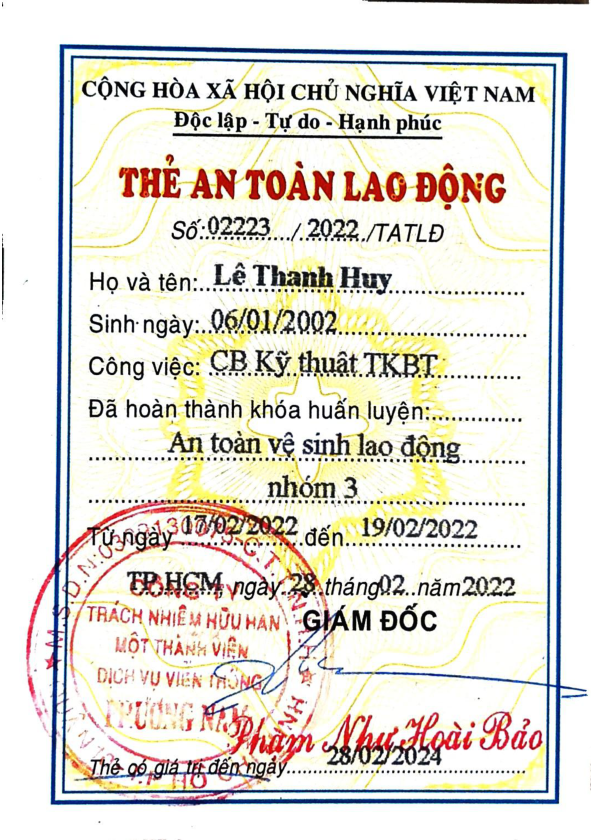 CỘNG HÒA XÃ HỘI CHỦ NGHĨA VIỆT NAM
Độc lập - Tự do - Hạnh phúc
THẺ AN TOÀN LAO ĐỘNG
Số:02223.../.2022./TATLĐ
Họ và tên: Lê Thanh Huy
Sinh ngày: 06/01/2002
Công việc: CB Kỹ thuât TKBT
Đã hoàn thành khóa huấn luyện:
An toàn vệ sinh lao động
nhóm 3
Từ ngày 17/02/2022 đến 19/02/2022
TP.HCM, ngày 28 tháng 02 năm 2022
GIÁM ĐỐC
CÔNG TY
TRÁCH NHIỆM HỮU HẠN
MỘT THÀNH VIÊN
DỊCH VỤ VIỄN THÔNG
Phạm Như Hoài Bảo
Thẻ có giá trị đến ngày 28/02/2024